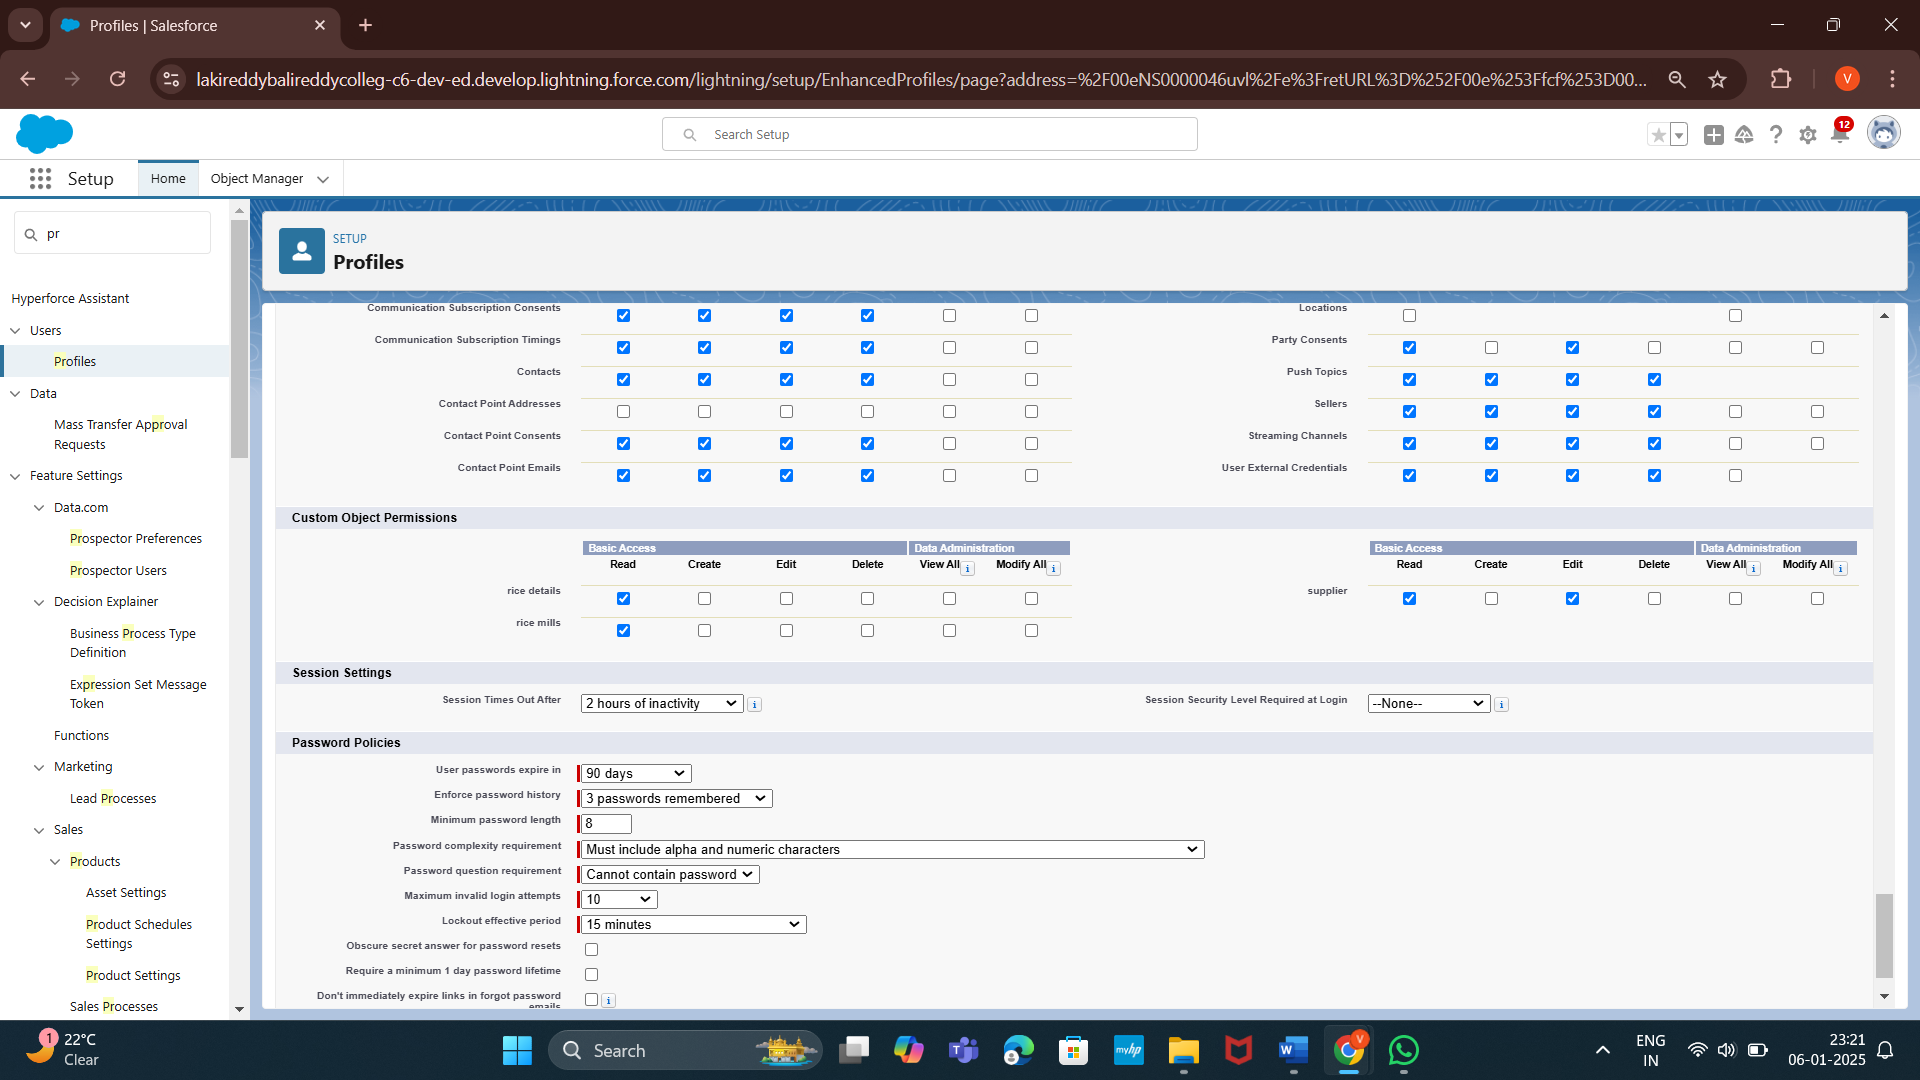 Profiles | Salesforce
lakireddybalireddycolleg-c6-dev-ed.develop.lightning.force.com/lightning/setup/EnhancedProfiles/page?address=%2F00eNS0000046uvl%2Fe%3FretURL%3D%252F00e%253Ffcf%253D00...
V
Search Setup
12
Setup
Home
Object Manager
pr
Hyperforce Assistant
Users
Profiles
Data
Mass Transfer Approval
Requests
Feature Settings
Data.com
Prospector Preferences
Prospector Users
Decision Explainer
Business Process Type
Definition
Expression Set Message
Token
Functions
Marketing
Lead Processes
Sales
Products
Asset Settings
Product Schedules
Settings
Product Settings
Sales Processes
SETUP
Profiles
Communication Subscription Consents
Locations
Communication Subscription Timings
Party Consents
Contacts
Push Topics
Contact Point Addresses
Sellers
Contact Point Consents
Streaming Channels
Contact Point Emails
User External Credentials
Custom Object Permissions
Basic Access Data Administration
Read Create Edit Delete View All i Modify All i
rice details
rice mills
Basic Access Data Administration
Read Create Edit Delete View All i Modify All i
supplier
Session Settings
Session Times Out After 2 hours of inactivity i
Session Security Level Required at Login --None-- i
Password Policies
User passwords expire in 90 days
Enforce password history 3 passwords remembered
Minimum password length 8
Password complexity requirement Must include alpha and numeric characters
Password question requirement Cannot contain password
Maximum invalid login attempts 10
Lockout effective period 15 minutes
Obscure secret answer for password resets
Require a minimum 1 day password lifetime
Don't immediately expire links in forgot password i
emails
1
22°C
Clear
Search
myhp
W
V
ENG
IN
23:21
06-01-2025